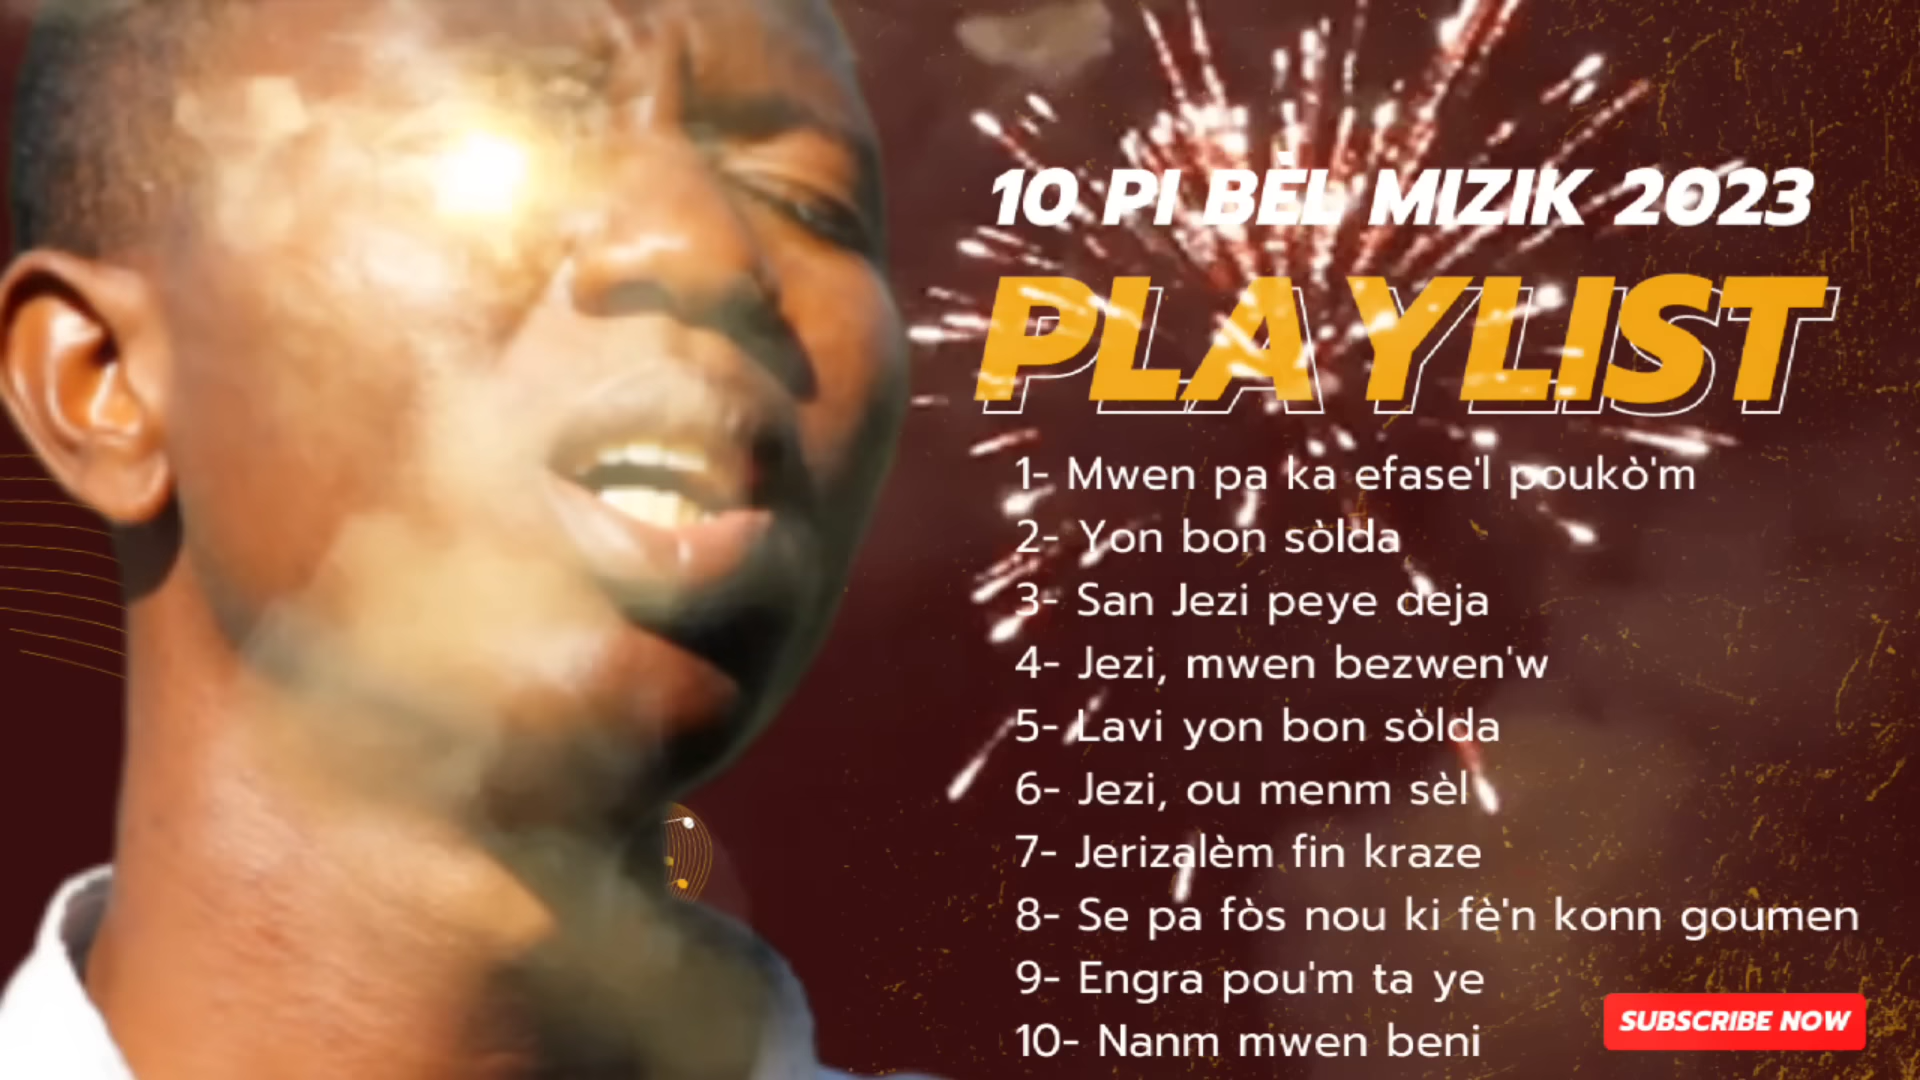 10 PI BÈL MIZIK 2023
PLAYLIST
1- Mwen pa ka efase'l poukò'm
2- Yon bon sòlda
3- San Jezi peye deja
4- Jezi, mwen bezwen'w
5- Lavi yon bon sòlda
6- Jezi, ou menm sèl
7- Jerizalèm fin kraze
8- Se pa fòs nou ki fè'n konn goumen
9- Engra pou'm ta ye
10- Nanm mwen beni
SUBSCRIBE NOW